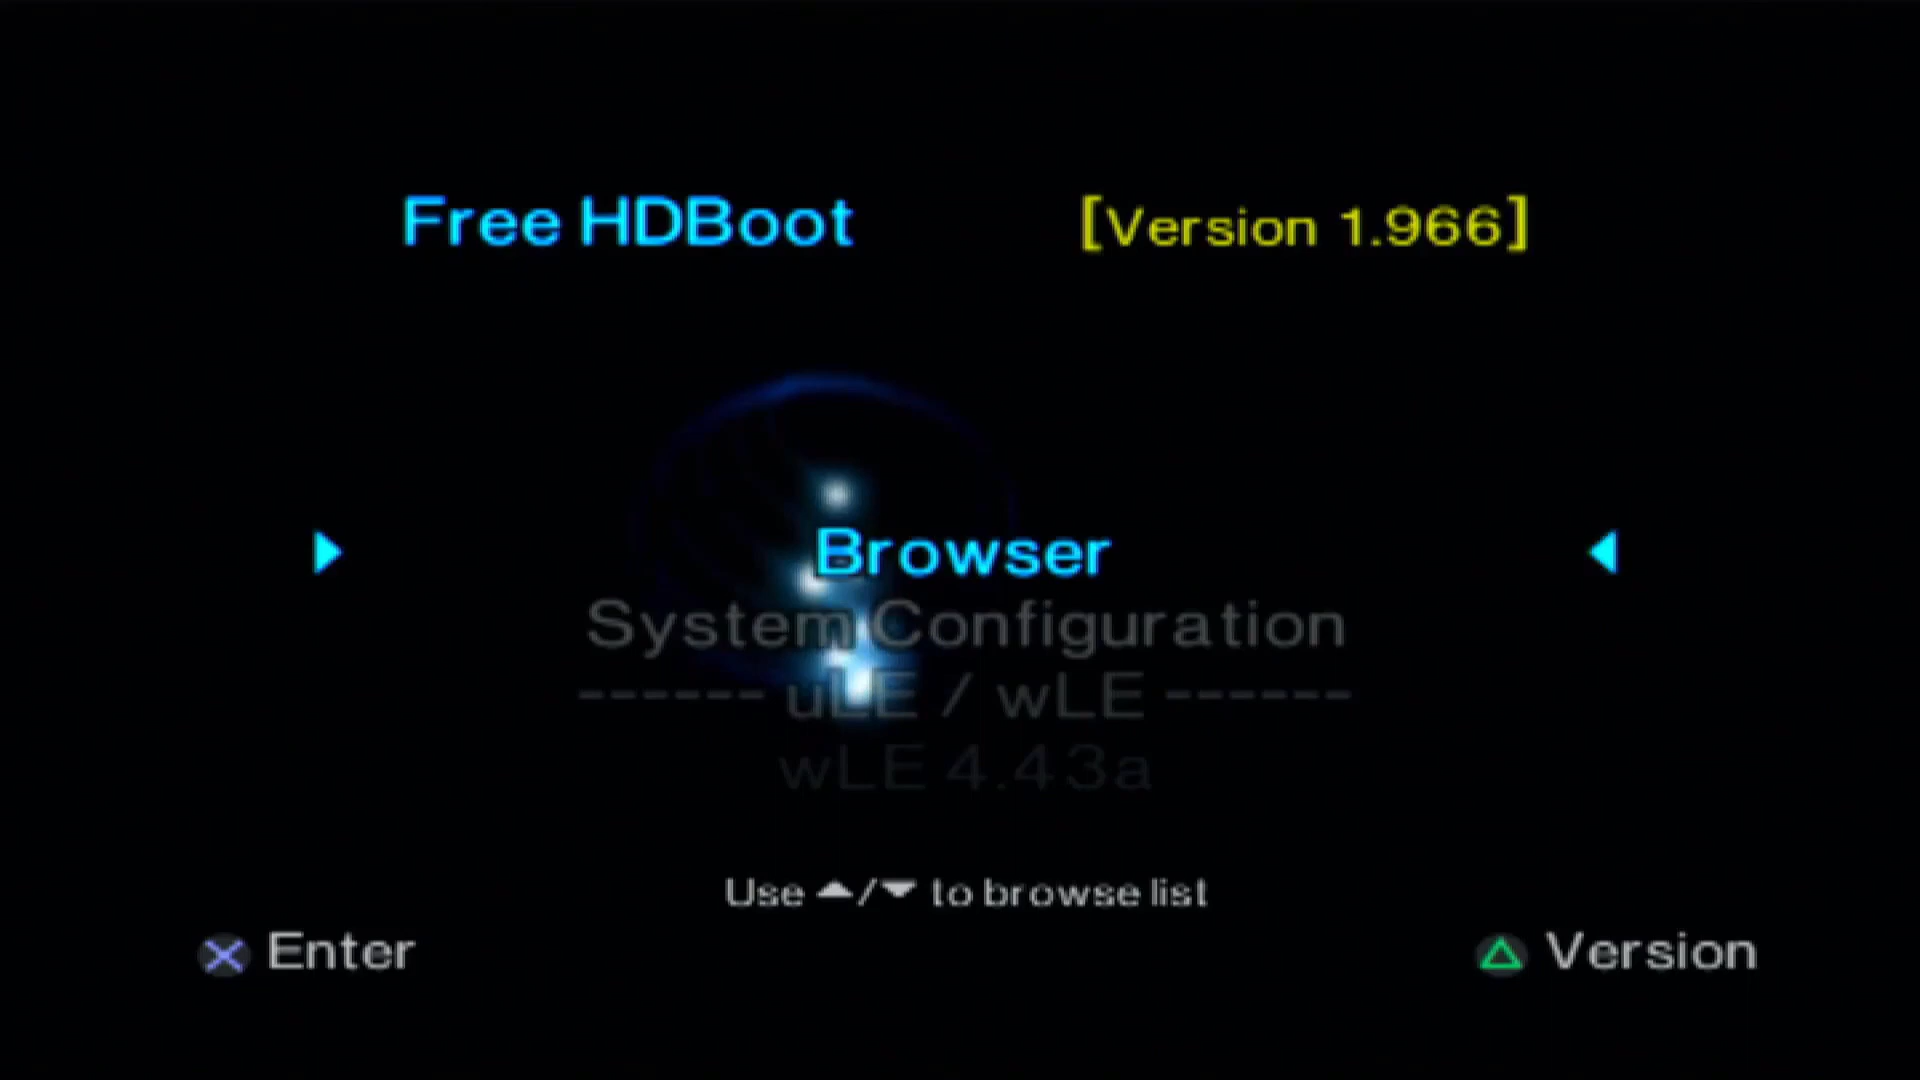 Free HDBoot [Version 1.966]
Browser
System Configuration
------ uLE / wLE ------
wLE 4.43a
Use ▲/▼ to browse list
Enter
Version